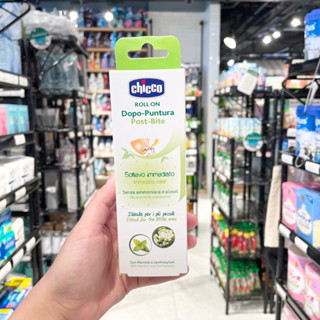 chicco
ROLL ON
Dopo-Puntura
Post-Bite
Sollievo immediato
Immediate relief
Senza ammoniaca e alcool
Ideale per i più piccoli
Ideal for the little ones